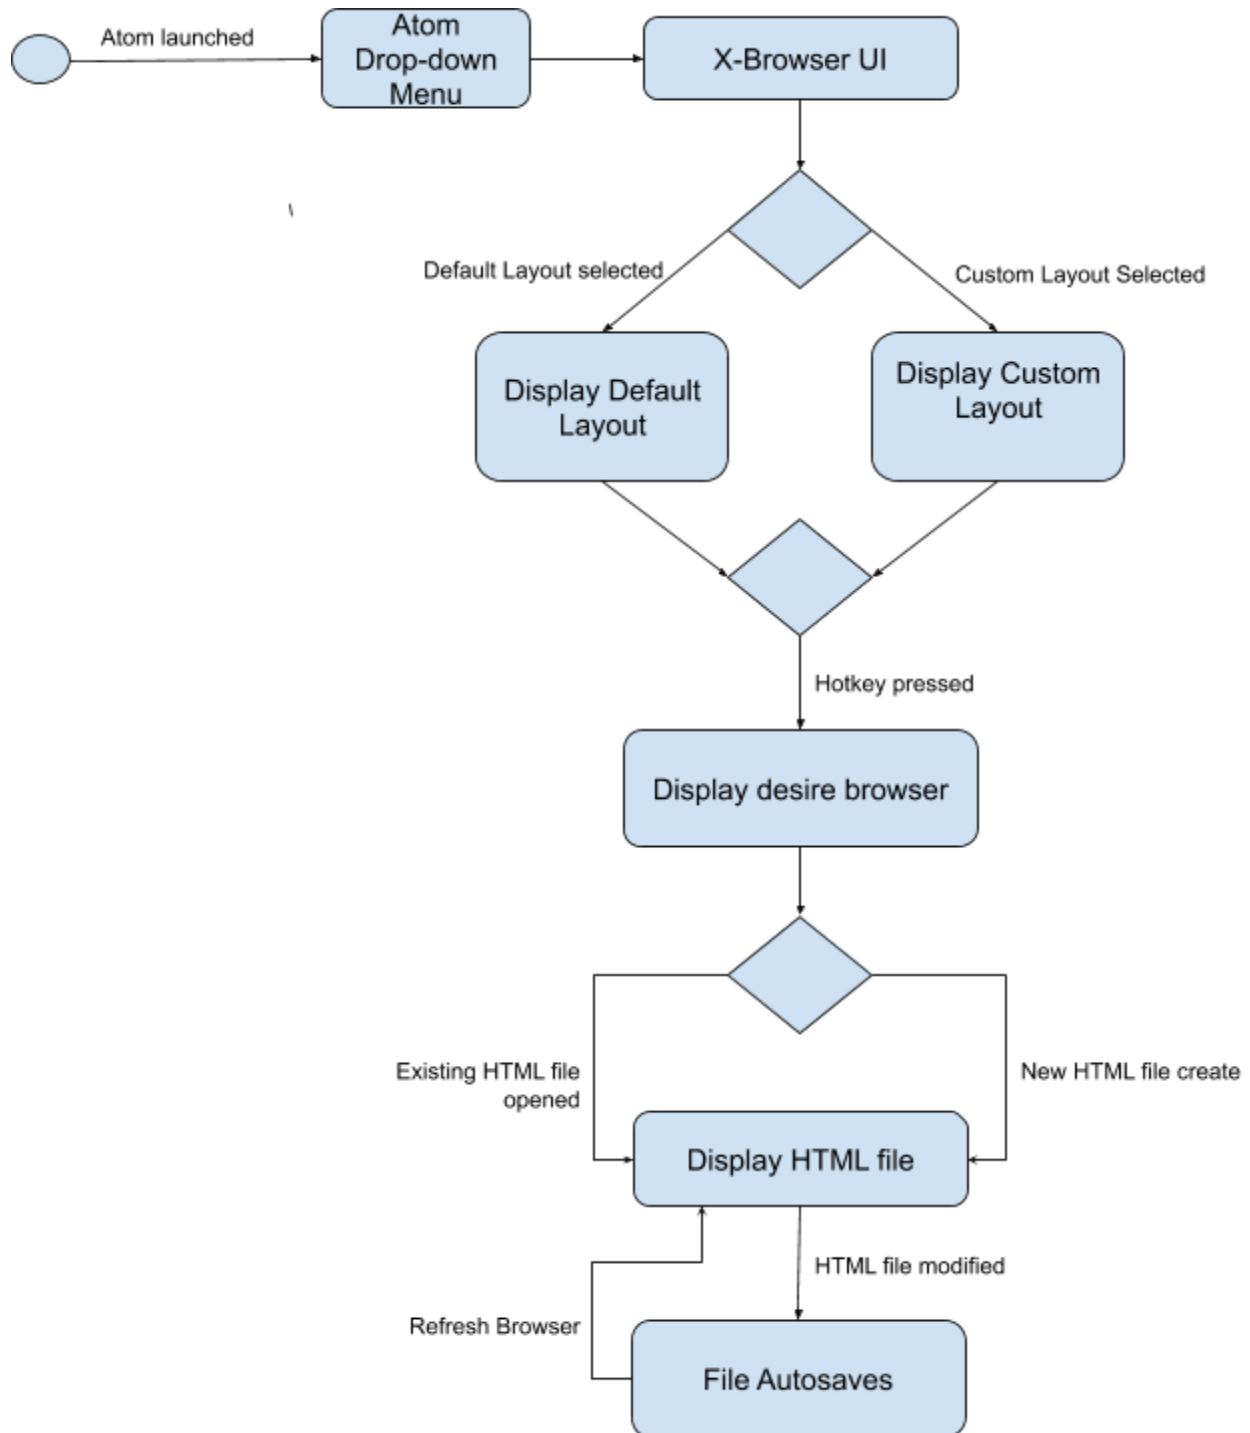 Atom launched
Atom
Drop-down
Menu
X-Browser UI
Default Layout selected
Custom Layout Selected
Display Default
Layout
Display Custom
Layout
Hotkey pressed
Display desire browser
Existing HTML file
opened
New HTML file create
Display HTML file
HTML file modified
Refresh Browser
File Autosaves